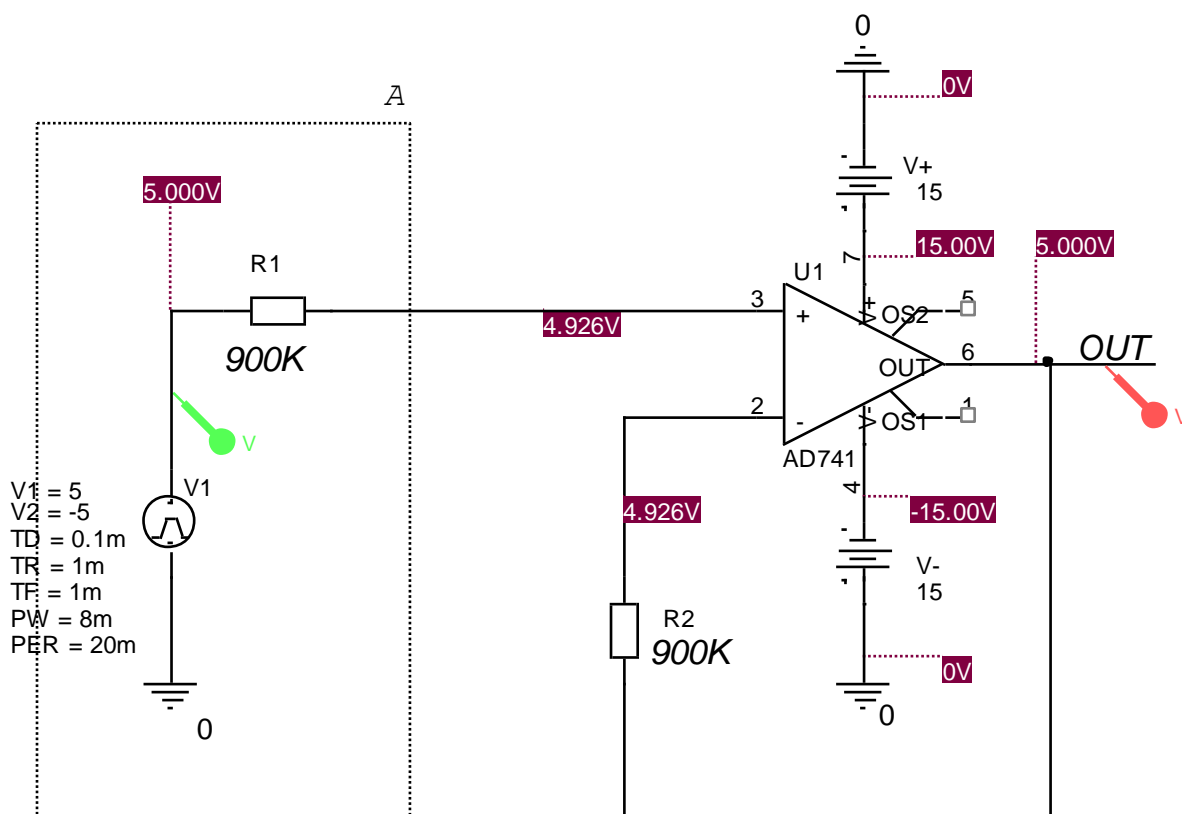 0
0V
A
V+
15
5.000V
15.00V
5.000V
7
R1
U1
3
+
V+
OS2
5
4.926V
900K
OUT
6
OUT
2
-
V-
OS1
1
V
V
AD741
4
V1 = 5
V1
V2 = -5
4.926V
-15.00V
TD = 0.1m
TR = 1m
V-
TF = 1m
15
PW = 8m
R2
PER = 20m
900K
0V
0
0